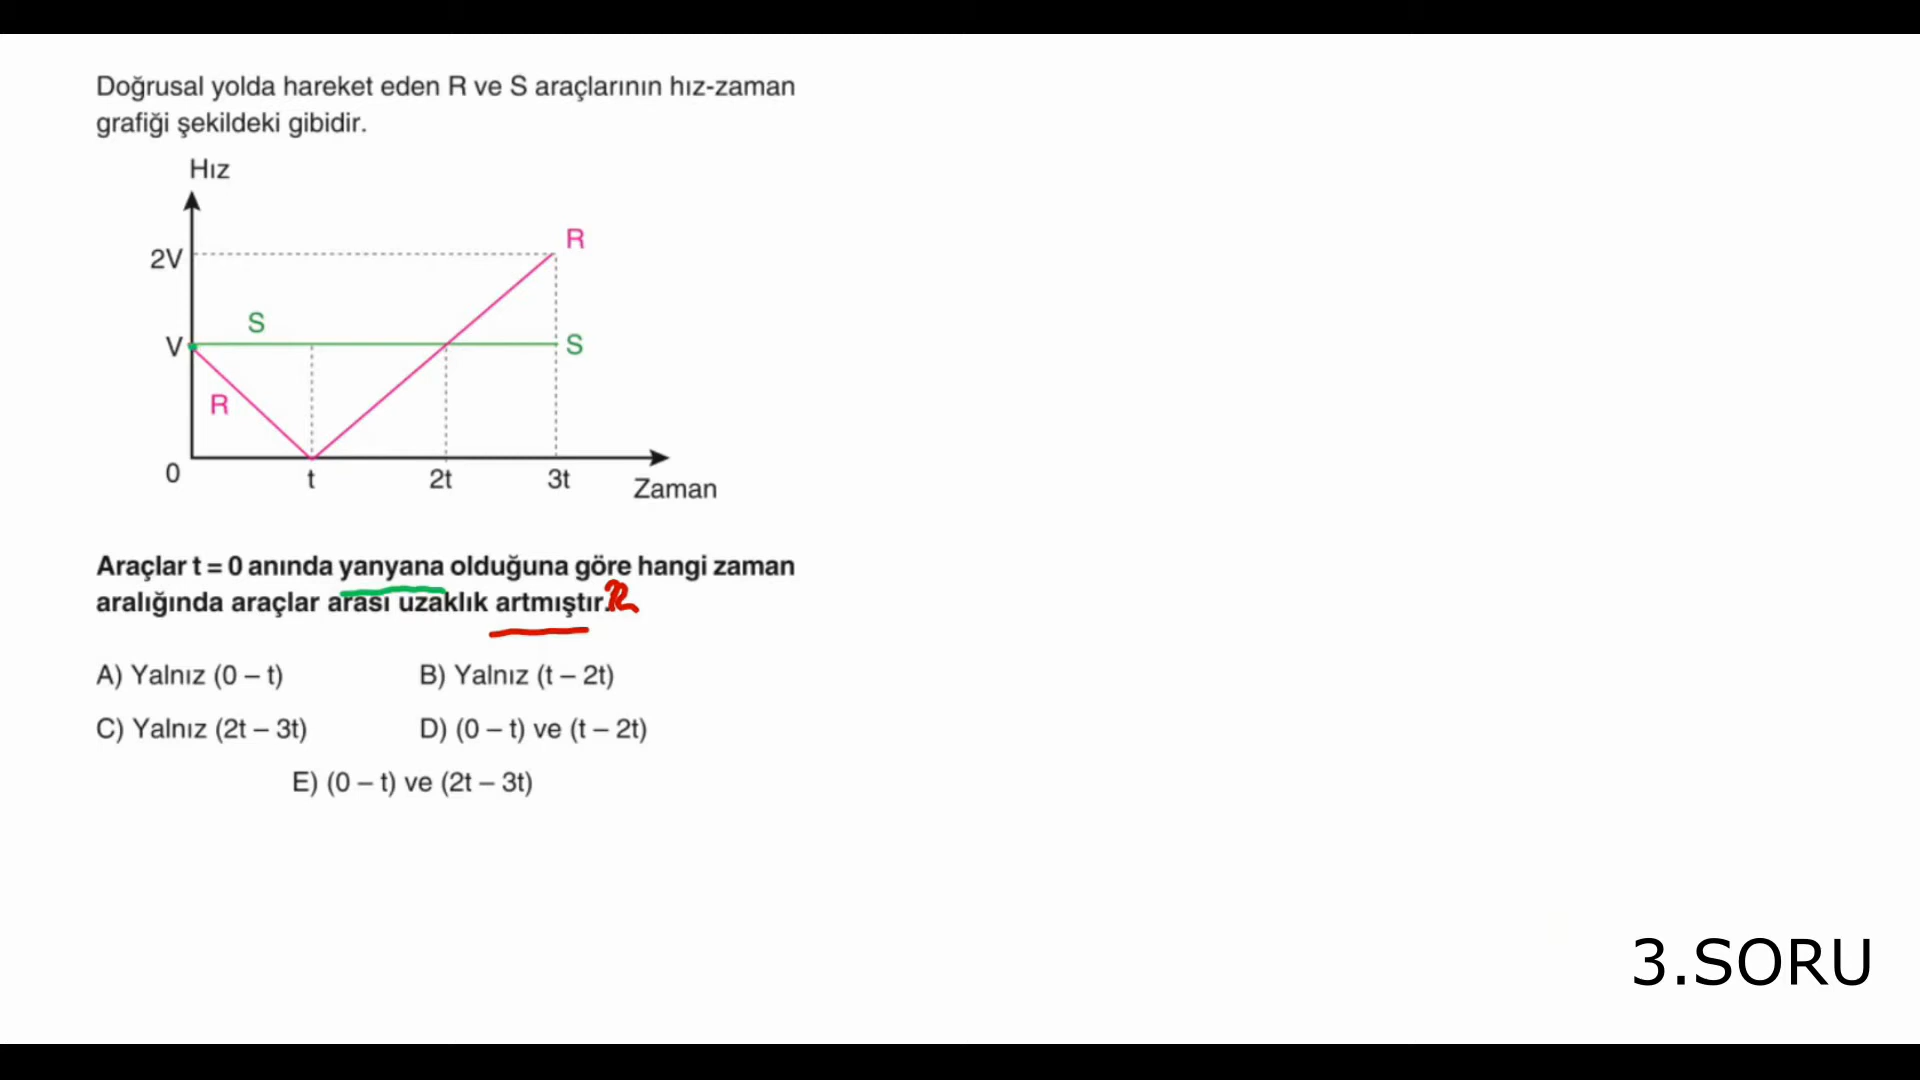 Doğrusal yolda hareket eden R ve S araçlarının hız-zaman
grafiği şekildeki gibidir.
Hız
R
2V
S
V
S
R
0
t
2t
3t
Zaman
Araçlar t = 0 anında yanyana olduğuna göre hangi zaman
aralığında araçlar arası uzaklık artmıştır.
A) Yalnız (0 – t)
B) Yalnız (t – 2t)
C) Yalnız (2t – 3t)
D) (0 – t) ve (t – 2t)
E) (0 – t) ve (2t – 3t)
3.SORU